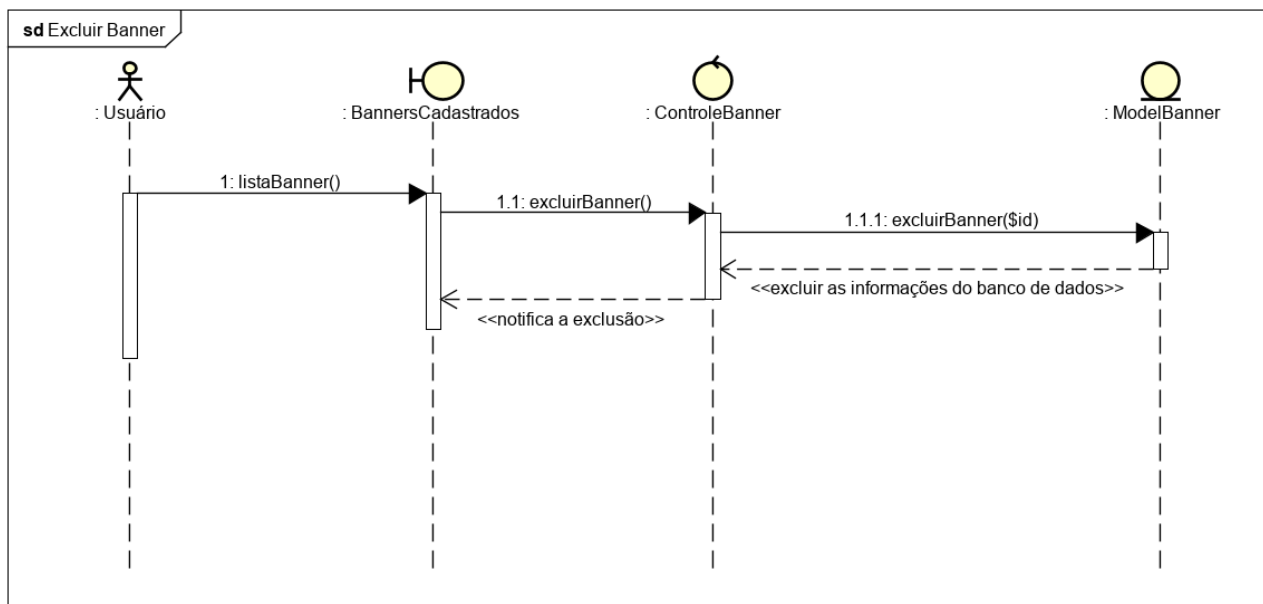 sd Excluir Banner
: Usuário
: BannersCadastrados
: ControleBanner
: ModelBanner
1: listaBanner()
1.1: excluirBanner()
1.1.1: excluirBanner($id)
<<excluir as informações do banco de dados>>
<<notifica a exclusão>>